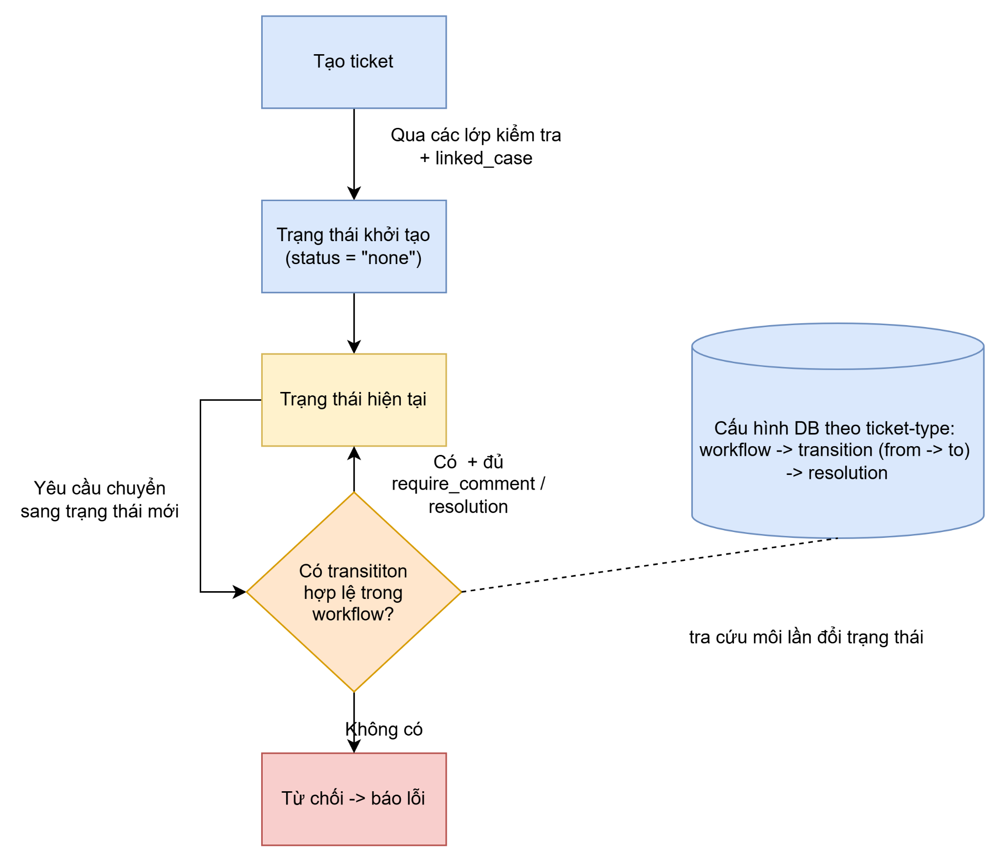 Tạo ticket
Qua các lớp kiểm tra
+ linked_case
Trạng thái khởi tạo
(status = "none")
Trạng thái hiện tại
Cấu hình DB theo ticket-type:
workflow -> transition (from -> to)
-> resolution
Có + đủ
require_comment /
resolution
Yêu cầu chuyển
sang trạng thái mới
Có transititon
hợp lệ trong
workflow?
tra cứu môi lần đổi trạng thái
Không có
Từ chối -> báo lỗi